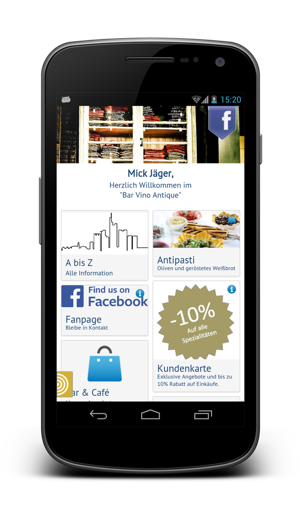 15:20
f
Mick Jäger,
Herzlich Willkommen im
"Bar Vino Antique"
A bis Z
Alle Information
Antipasti
Oliven und geröstetes Weißbrot
f Find us on
Facebook
i
Fanpage
Bleibe in Kontakt
i
-10%
Auf alle
Spezialitäten
Kundenkarte
Exklusive Angebote und bis zu
10% Rabatt auf Einkäufe.
Bar & Café